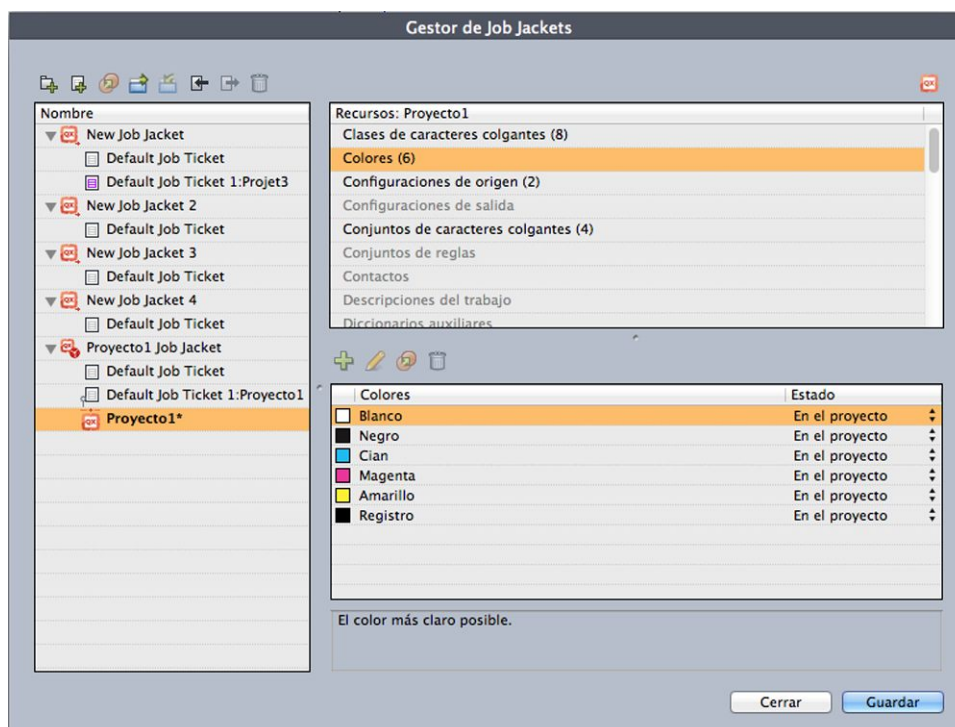 Gestor de Job Jackets
Nombre
New Job Jacket
Default Job Ticket
Default Job Ticket 1:Projet3
New Job Jacket 2
Default Job Ticket
New Job Jacket 3
Default Job Ticket
New Job Jacket 4
Default Job Ticket
Proyecto1 Job Jacket
Default Job Ticket
Default Job Ticket 1:Proyecto1
Proyecto1*
Recursos: Proyecto1
Clases de caracteres colgantes (8)
Colores (6)
Configuraciones de origen (2)
Configuraciones de salida
Conjuntos de caracteres colgantes (4)
Conjuntos de reglas
Contactos
Descripciones del trabajo
Diccionarios auxiliares
Colores Estado
Blanco En el proyecto
Negro En el proyecto
Cian En el proyecto
Magenta En el proyecto
Amarillo En el proyecto
Registro En el proyecto
El color más claro posible.
Cerrar Guardar